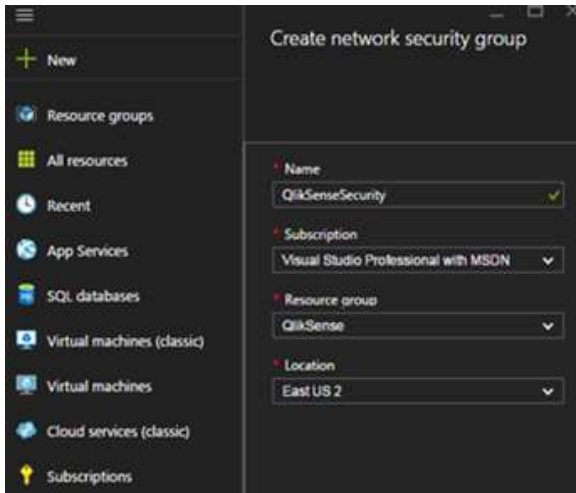 New
Resource groups
All resources
Recent
App Services
SQL databases
Virtual machines (classic)
Virtual machines
Cloud services (classic)
Subscriptions
Create network security group
* Name
QlikSenseSecurity
* Subscription
Visual Studio Professional with MSDN
* Resource group
QlikSense
* Location
East US 2